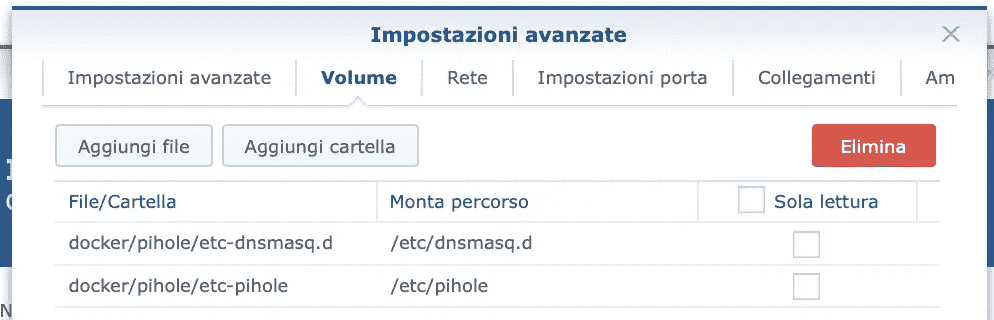 Impostazioni avanzate
Impostazioni avanzate Volume Rete Impostazioni porta Collegamenti Am
Aggiungi file Aggiungi cartella Elimina
File/Cartella Monta percorso Sola lettura
docker/pihole/etc-dnsmasq.d /etc/dnsmasq.d
docker/pihole/etc-pihole /etc/pihole
N